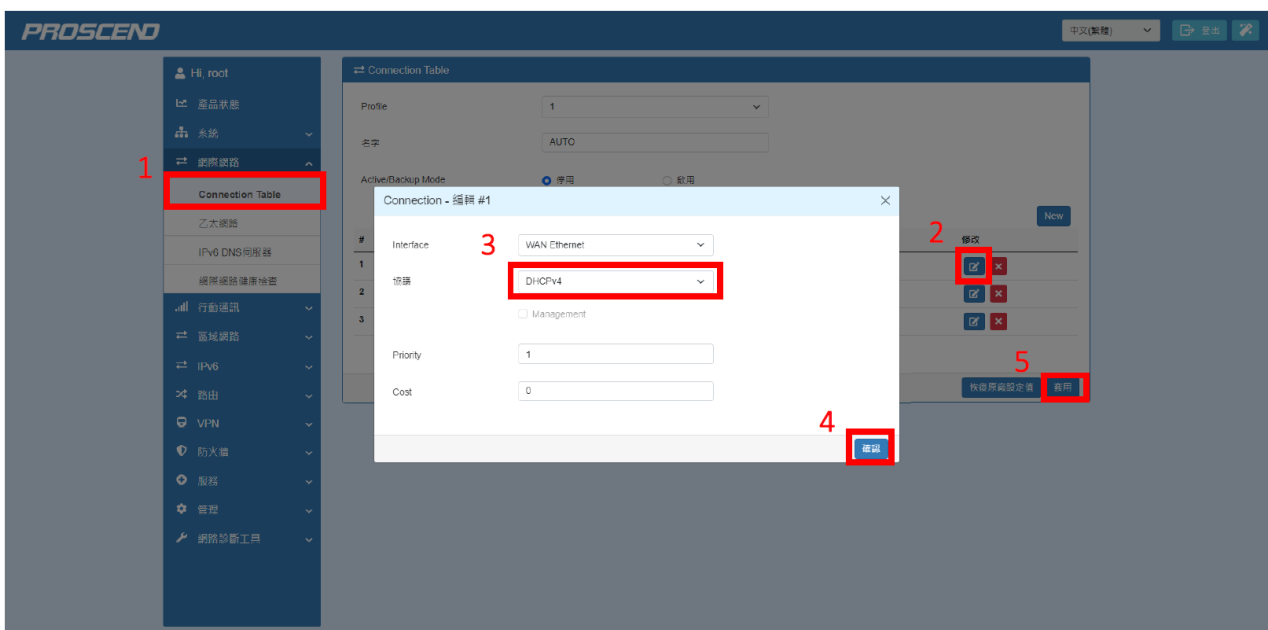 PROSCEND
中文(繁體)
登出
Hi, root
產品狀態
系統
網際網路
1
Connection Table
乙太網路
IPv6 DNS伺服器
網際網路健康檢查
行動通訊
區域網路
IPv6
路由
VPN
防火牆
服務
管理
網路診斷工具
Connection Table
Profile
1
名字
AUTO
Active/Backup Mode
停用
啟用
New
#
2
修改
1
2
3
Connection - 編輯 #1
Interface
3
WAN Ethernet
協議
DHCPv4
Management
Priority
1
Cost
0
4
確認
5
恢復原廠設定值
套用